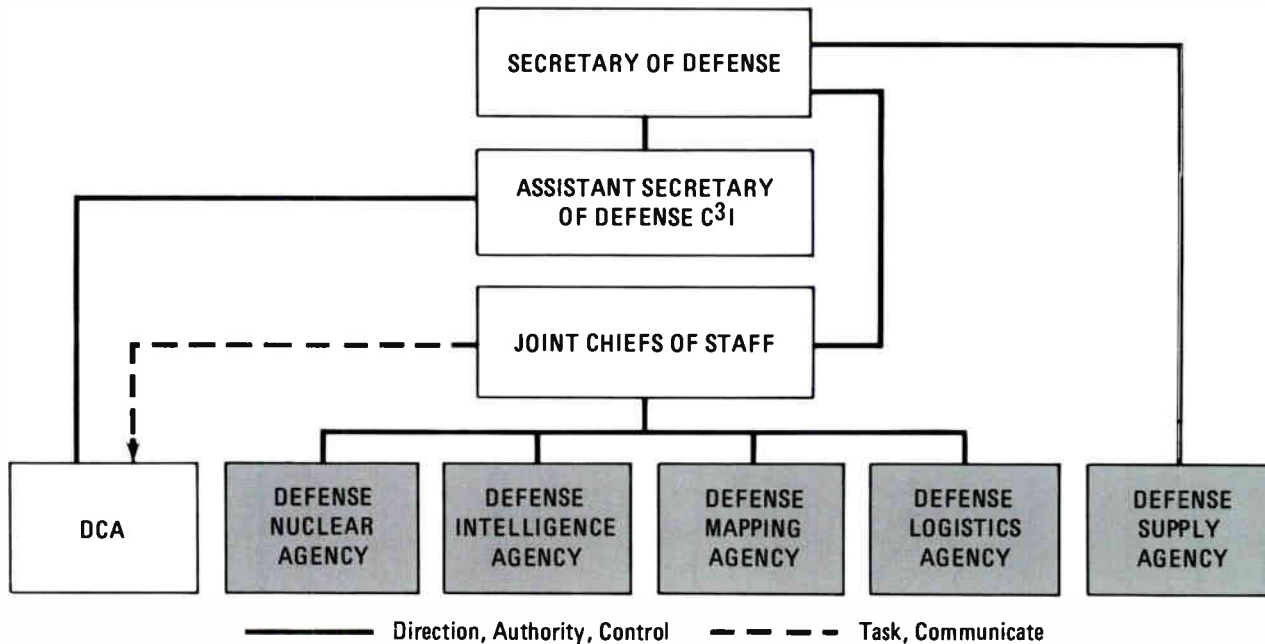 SECRETARY OF DEFENSE
ASSISTANT SECRETARY
OF DEFENSE C³I
JOINT CHIEFS OF STAFF
DCA
DEFENSE
NUCLEAR
AGENCY
DEFENSE
INTELLIGENCE
AGENCY
DEFENSE
MAPPING
AGENCY
DEFENSE
LOGISTICS
AGENCY
DEFENSE
SUPPLY
AGENCY
Direction, Authority, Control
Task, Communicate